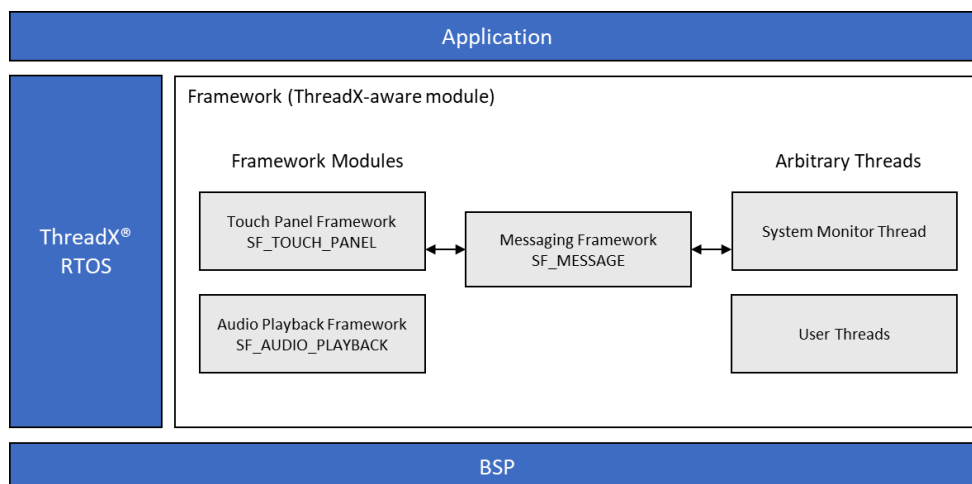 Application
ThreadX®
RTOS
Framework (ThreadX-aware module)
Framework Modules
Arbitrary Threads
Touch Panel Framework
SF_TOUCH_PANEL
Messaging Framework
SF_MESSAGE
System Monitor Thread
Audio Playback Framework
SF_AUDIO_PLAYBACK
User Threads
BSP